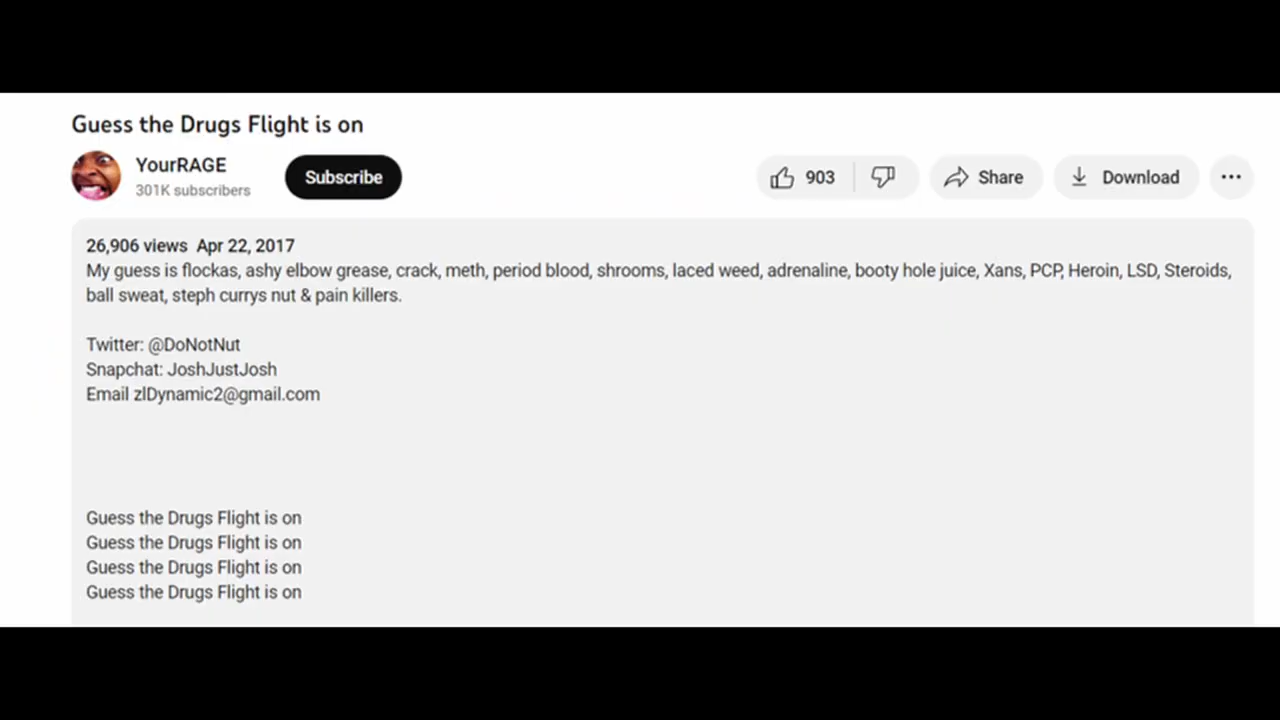 Guess the Drugs Flight is on
YourRAGE
301K subscribers
Subscribe
903
Share
Download
26,906 views Apr 22, 2017
My guess is flockas, ashy elbow grease, crack, meth, period blood, shrooms, laced weed, adrenaline, booty hole juice, Xans, PCP, Heroin, LSD, Steroids,
ball sweat, steph currys nut & pain killers.
Twitter: @DoNotNut
Snapchat: JoshJustJosh
Email zlDynamic2@gmail.com
Guess the Drugs Flight is on
Guess the Drugs Flight is on
Guess the Drugs Flight is on
Guess the Drugs Flight is on